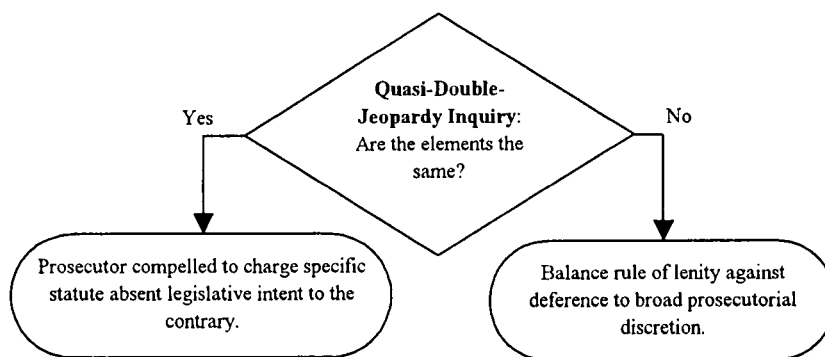 Quasi-Double-
Jeopardy Inquiry:
Are the elements the
same?
Yes
No
Prosecutor compelled to charge specific
statute absent legislative intent to the
contrary.
Balance rule of lenity against
deference to broad prosecutorial
discretion.